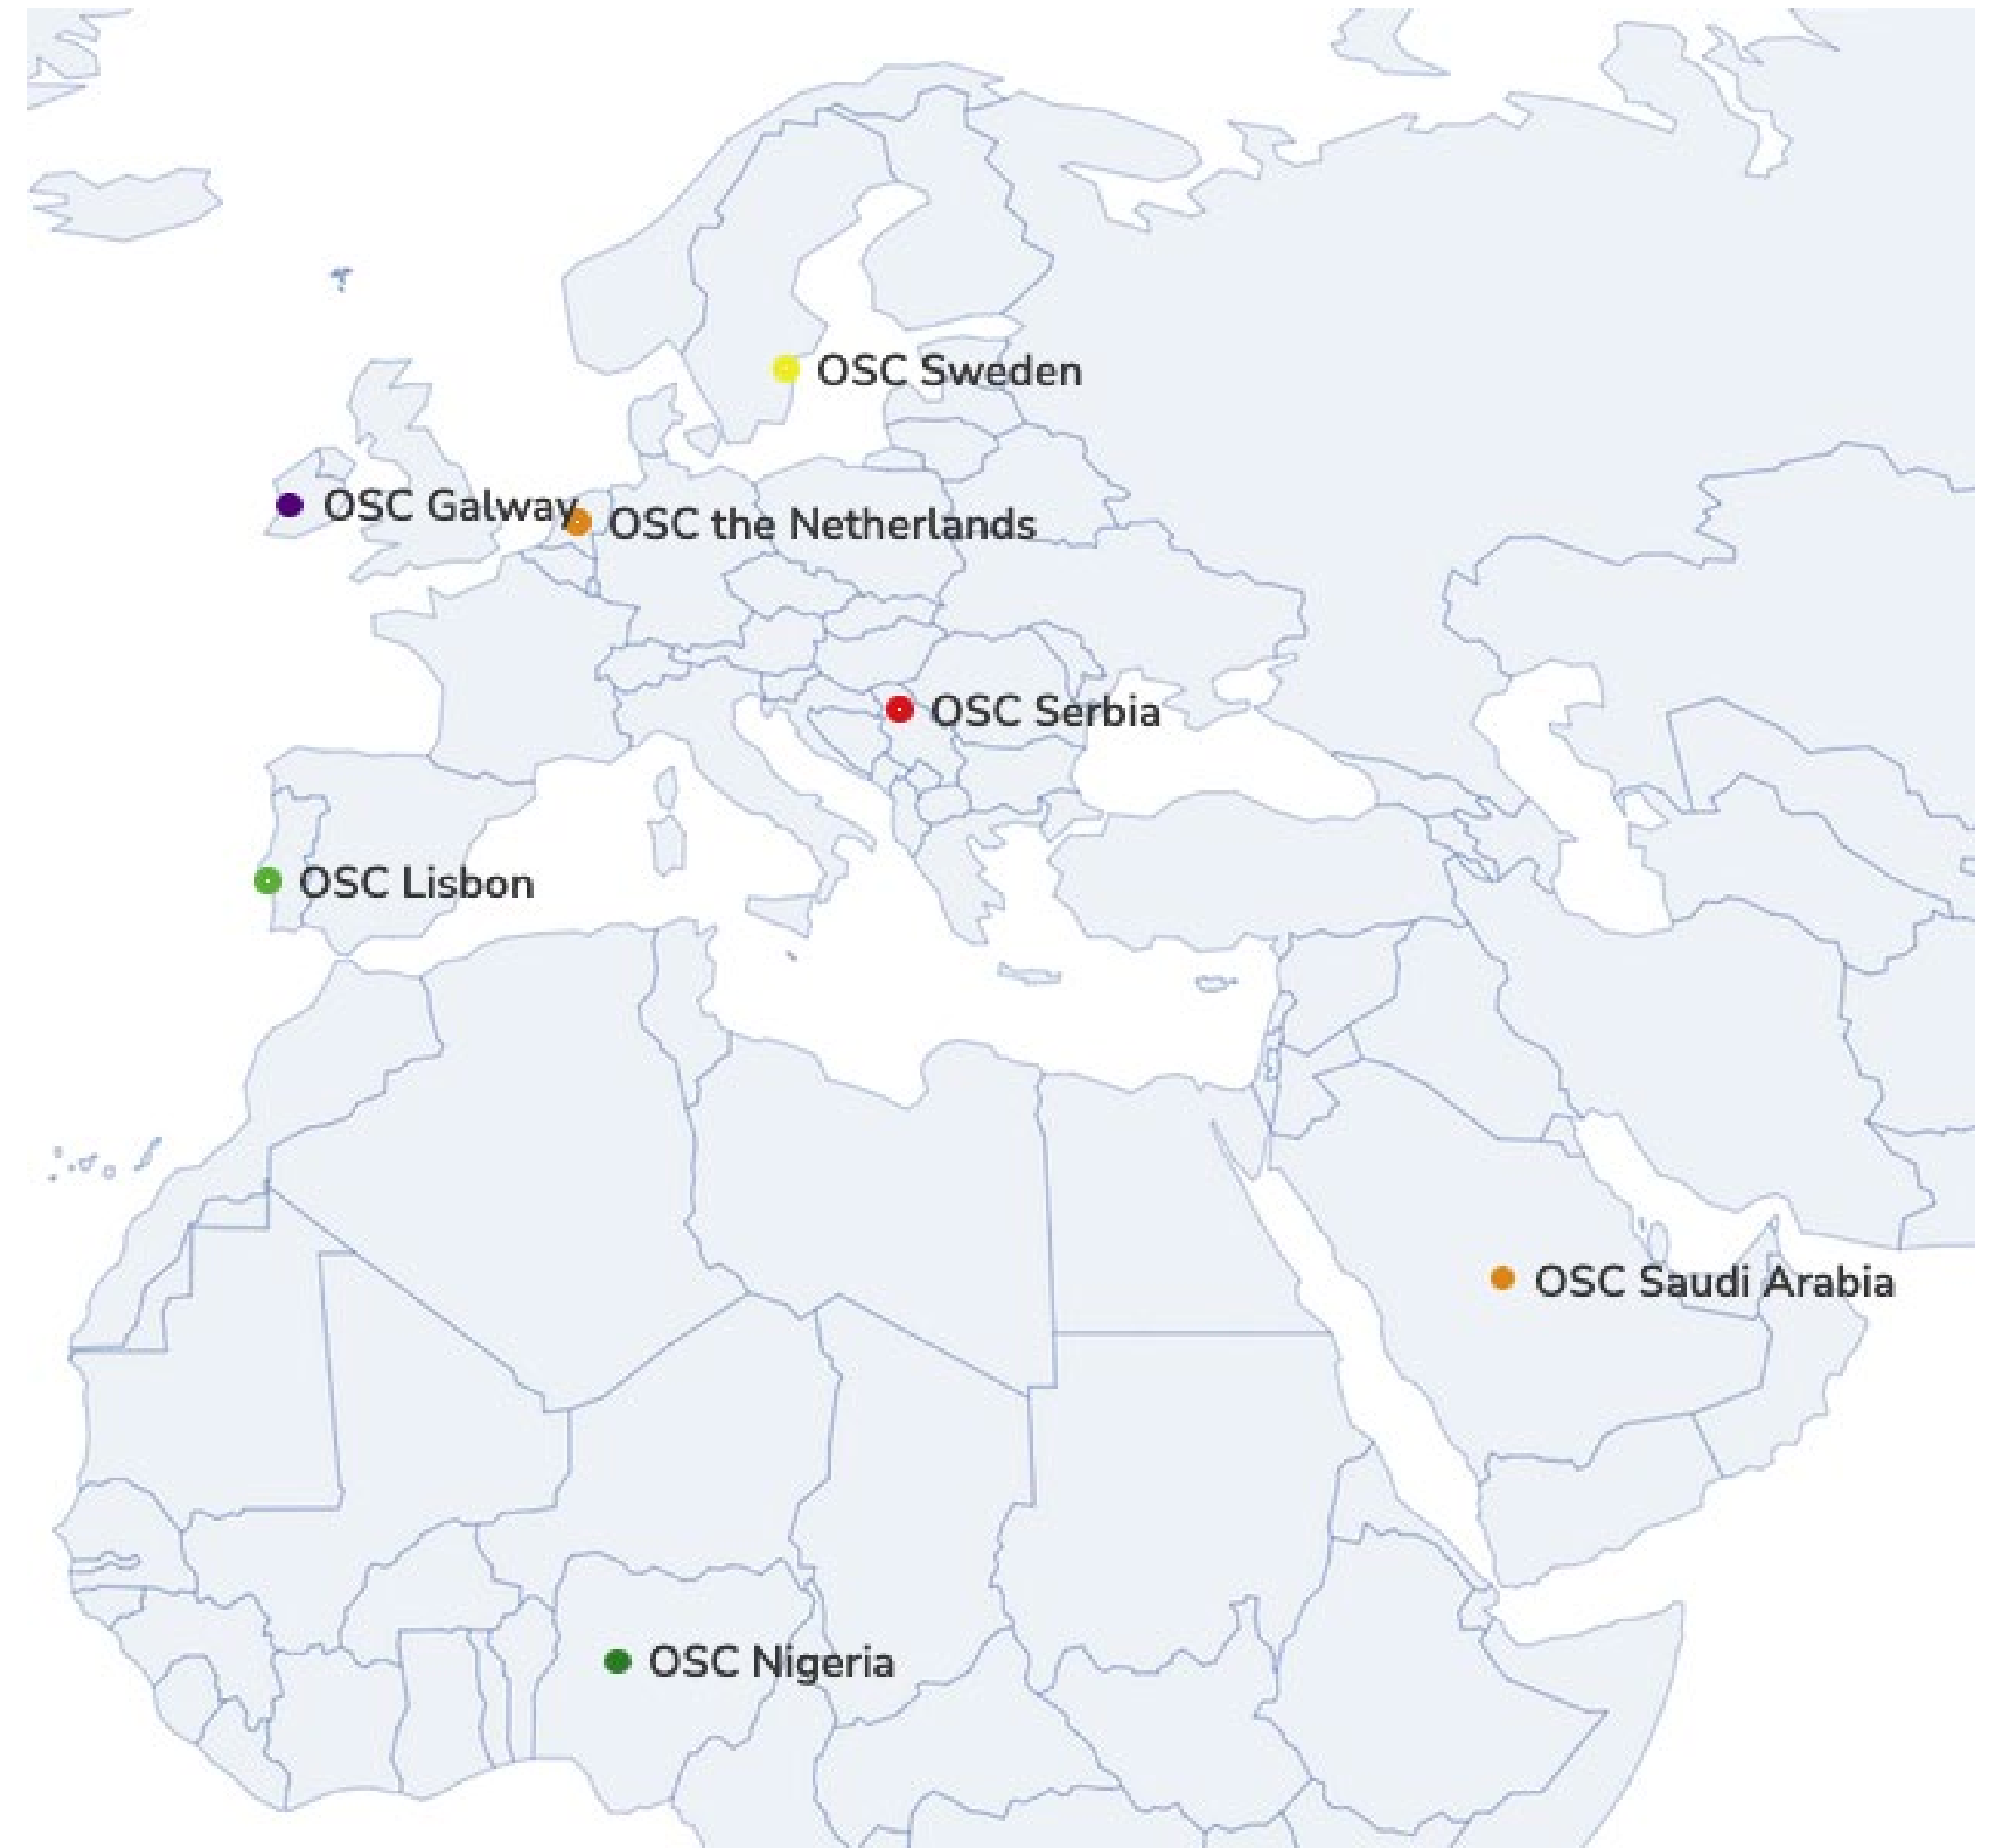 OSC Sweden
OSC Galway
OSC the Netherlands
OSC Serbia
OSC Lisbon
OSC Saudi Arabia
OSC Nigeria